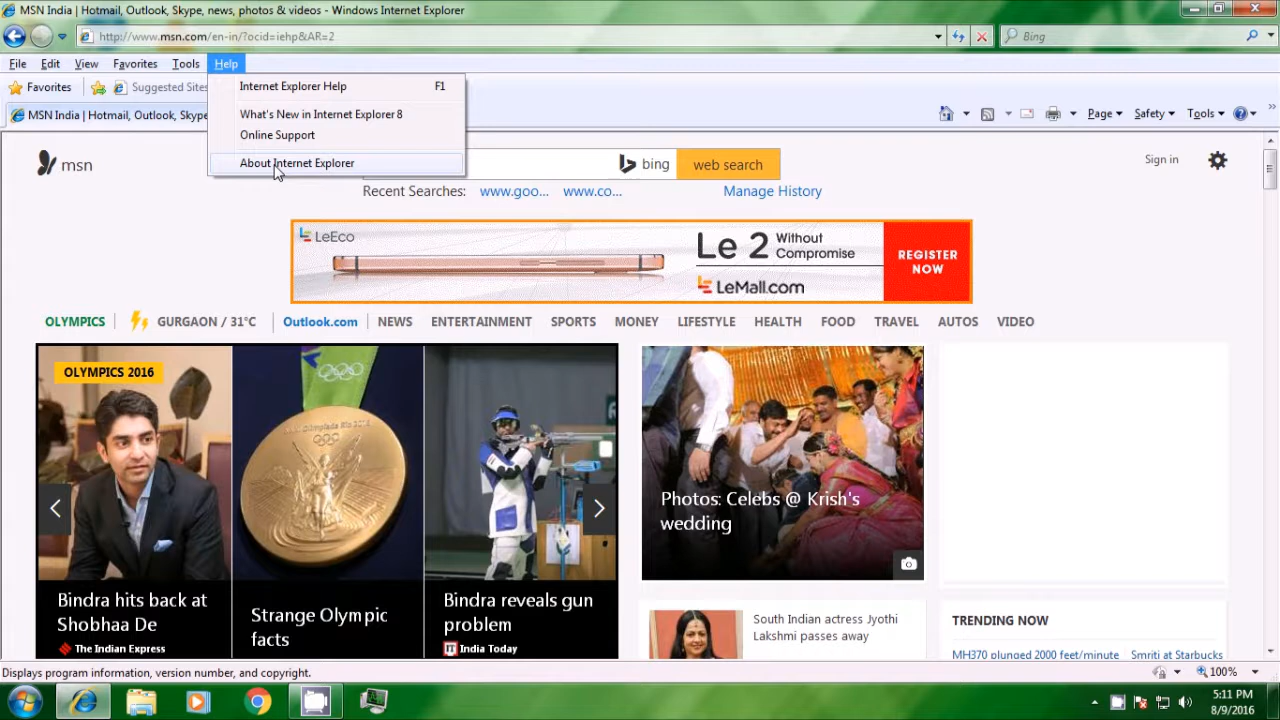 MSN India | Hotmail, Outlook, Skype, news, photos & videos - Windows Internet Explorer
http://www.msn.com/en-in/?ocid=iehp&AR=2
Bing
File Edit View Favorites Tools Help
Internet Explorer Help F1
What's New in Internet Explorer 8
Online Support
About Internet Explorer
Favorites Suggested Sites
MSN India | Hotmail, Outlook, Skype
Page Safety Tools
msn
bing
web search
Sign in
Recent Searches: www.goo... www.co... Manage History
LeEco
Le 2 Without Compromise
LeMall.com
REGISTER NOW
OLYMPICS GURGAON / 31°C Outlook.com NEWS ENTERTAINMENT SPORTS MONEY LIFESTYLE HEALTH FOOD TRAVEL AUTOS VIDEO
OLYMPICS 2016
Bindra hits back at
Shobhaa De
The Indian Express
Strange Olympic
facts
Bindra reveals gun
problem
India Today
Photos: Celebs @ Krish's
wedding
South Indian actress Jyothi
Lakshmi passes away
TRENDING NOW
MH370 plunged 2000 feet/minute Smriti at Starbucks
Displays program information, version number, and copyright.
100%
5:11 PM
8/9/2016